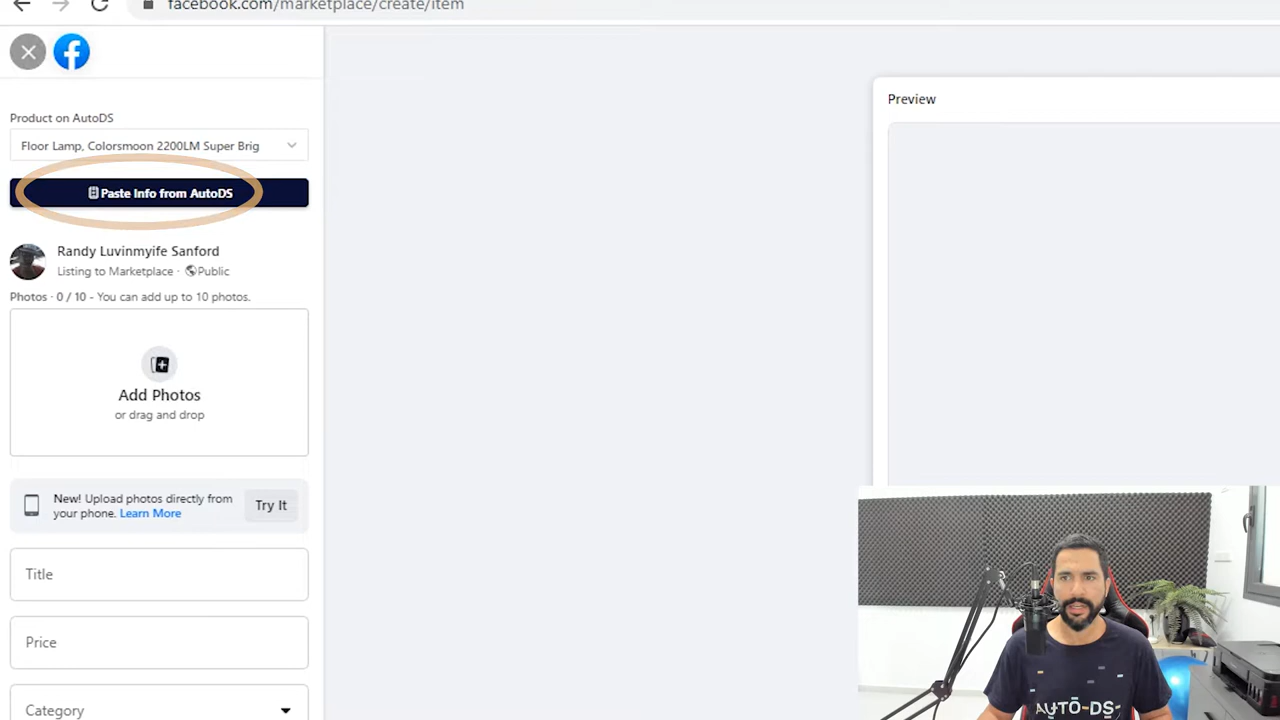 facebook.com/marketplace/create/item
Product on AutoDS
Floor Lamp, Colorsmoon 2200LM Super Brig
Paste Info from AutoDS
Randy Luvinmyife Sanford
Listing to Marketplace · Public
Photos · 0 / 10 - You can add up to 10 photos.
Add Photos
or drag and drop
New! Upload photos directly from
your phone. Learn More
Try It
Title
Price
Category
Preview
AUTO-DS